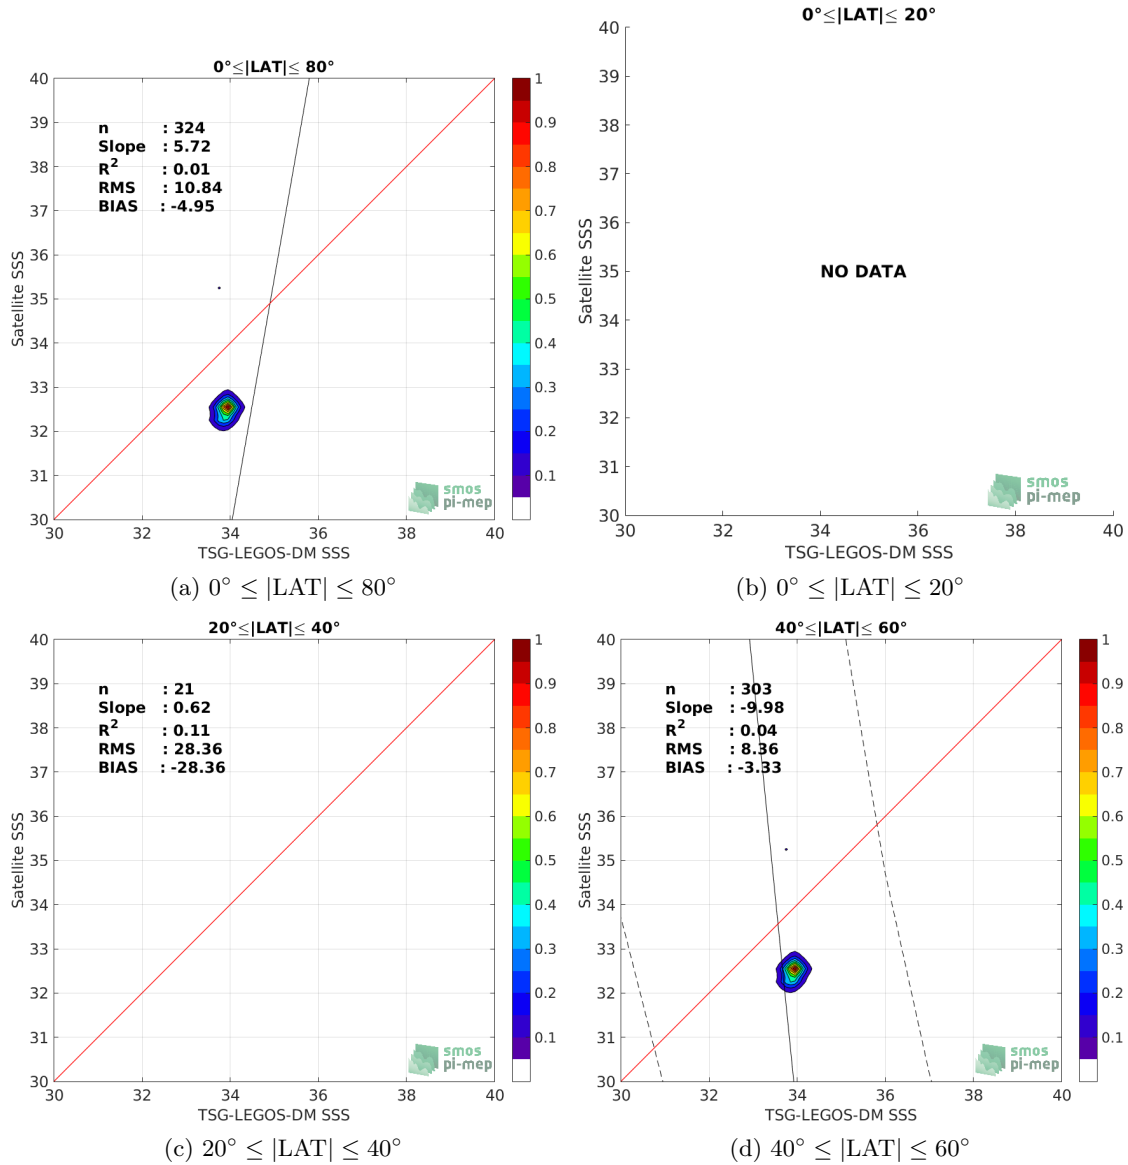 0°≤|LAT|≤ 80°
40
39
38
37
36
35
34
33
32
31
30
Satellite SSS
n : 324
Slope : 5.72
R² : 0.01
RMS : 10.84
BIAS : -4.95
smos
pi-mep
30 32 34 36 38 40
TSG-LEGOS-DM SSS
1
0.9
0.8
0.7
0.6
0.5
0.4
0.3
0.2
0.1
(a) 0° ≤ |LAT| ≤ 80°
0°≤|LAT|≤ 20°
40
39
38
37
36
35
34
33
32
31
30
Satellite SSS
NO DATA
smos
pi-mep
30 32 34 36 38 40
TSG-LEGOS-DM SSS
(b) 0° ≤ |LAT| ≤ 20°
20°≤|LAT|≤ 40°
40
39
38
37
36
35
34
33
32
31
30
Satellite SSS
n : 21
Slope : 0.62
R² : 0.11
RMS : 28.36
BIAS : -28.36
smos
pi-mep
30 32 34 36 38 40
TSG-LEGOS-DM SSS
1
0.9
0.8
0.7
0.6
0.5
0.4
0.3
0.2
0.1
(c) 20° ≤ |LAT| ≤ 40°
40°≤|LAT|≤ 60°
40
39
38
37
36
35
34
33
32
31
30
Satellite SSS
n : 303
Slope : -9.98
R² : 0.04
RMS : 8.36
BIAS : -3.33
smos
pi-mep
30 32 34 36 38 40
TSG-LEGOS-DM SSS
1
0.9
0.8
0.7
0.6
0.5
0.4
0.3
0.2
0.1
(d) 40° ≤ |LAT| ≤ 60°